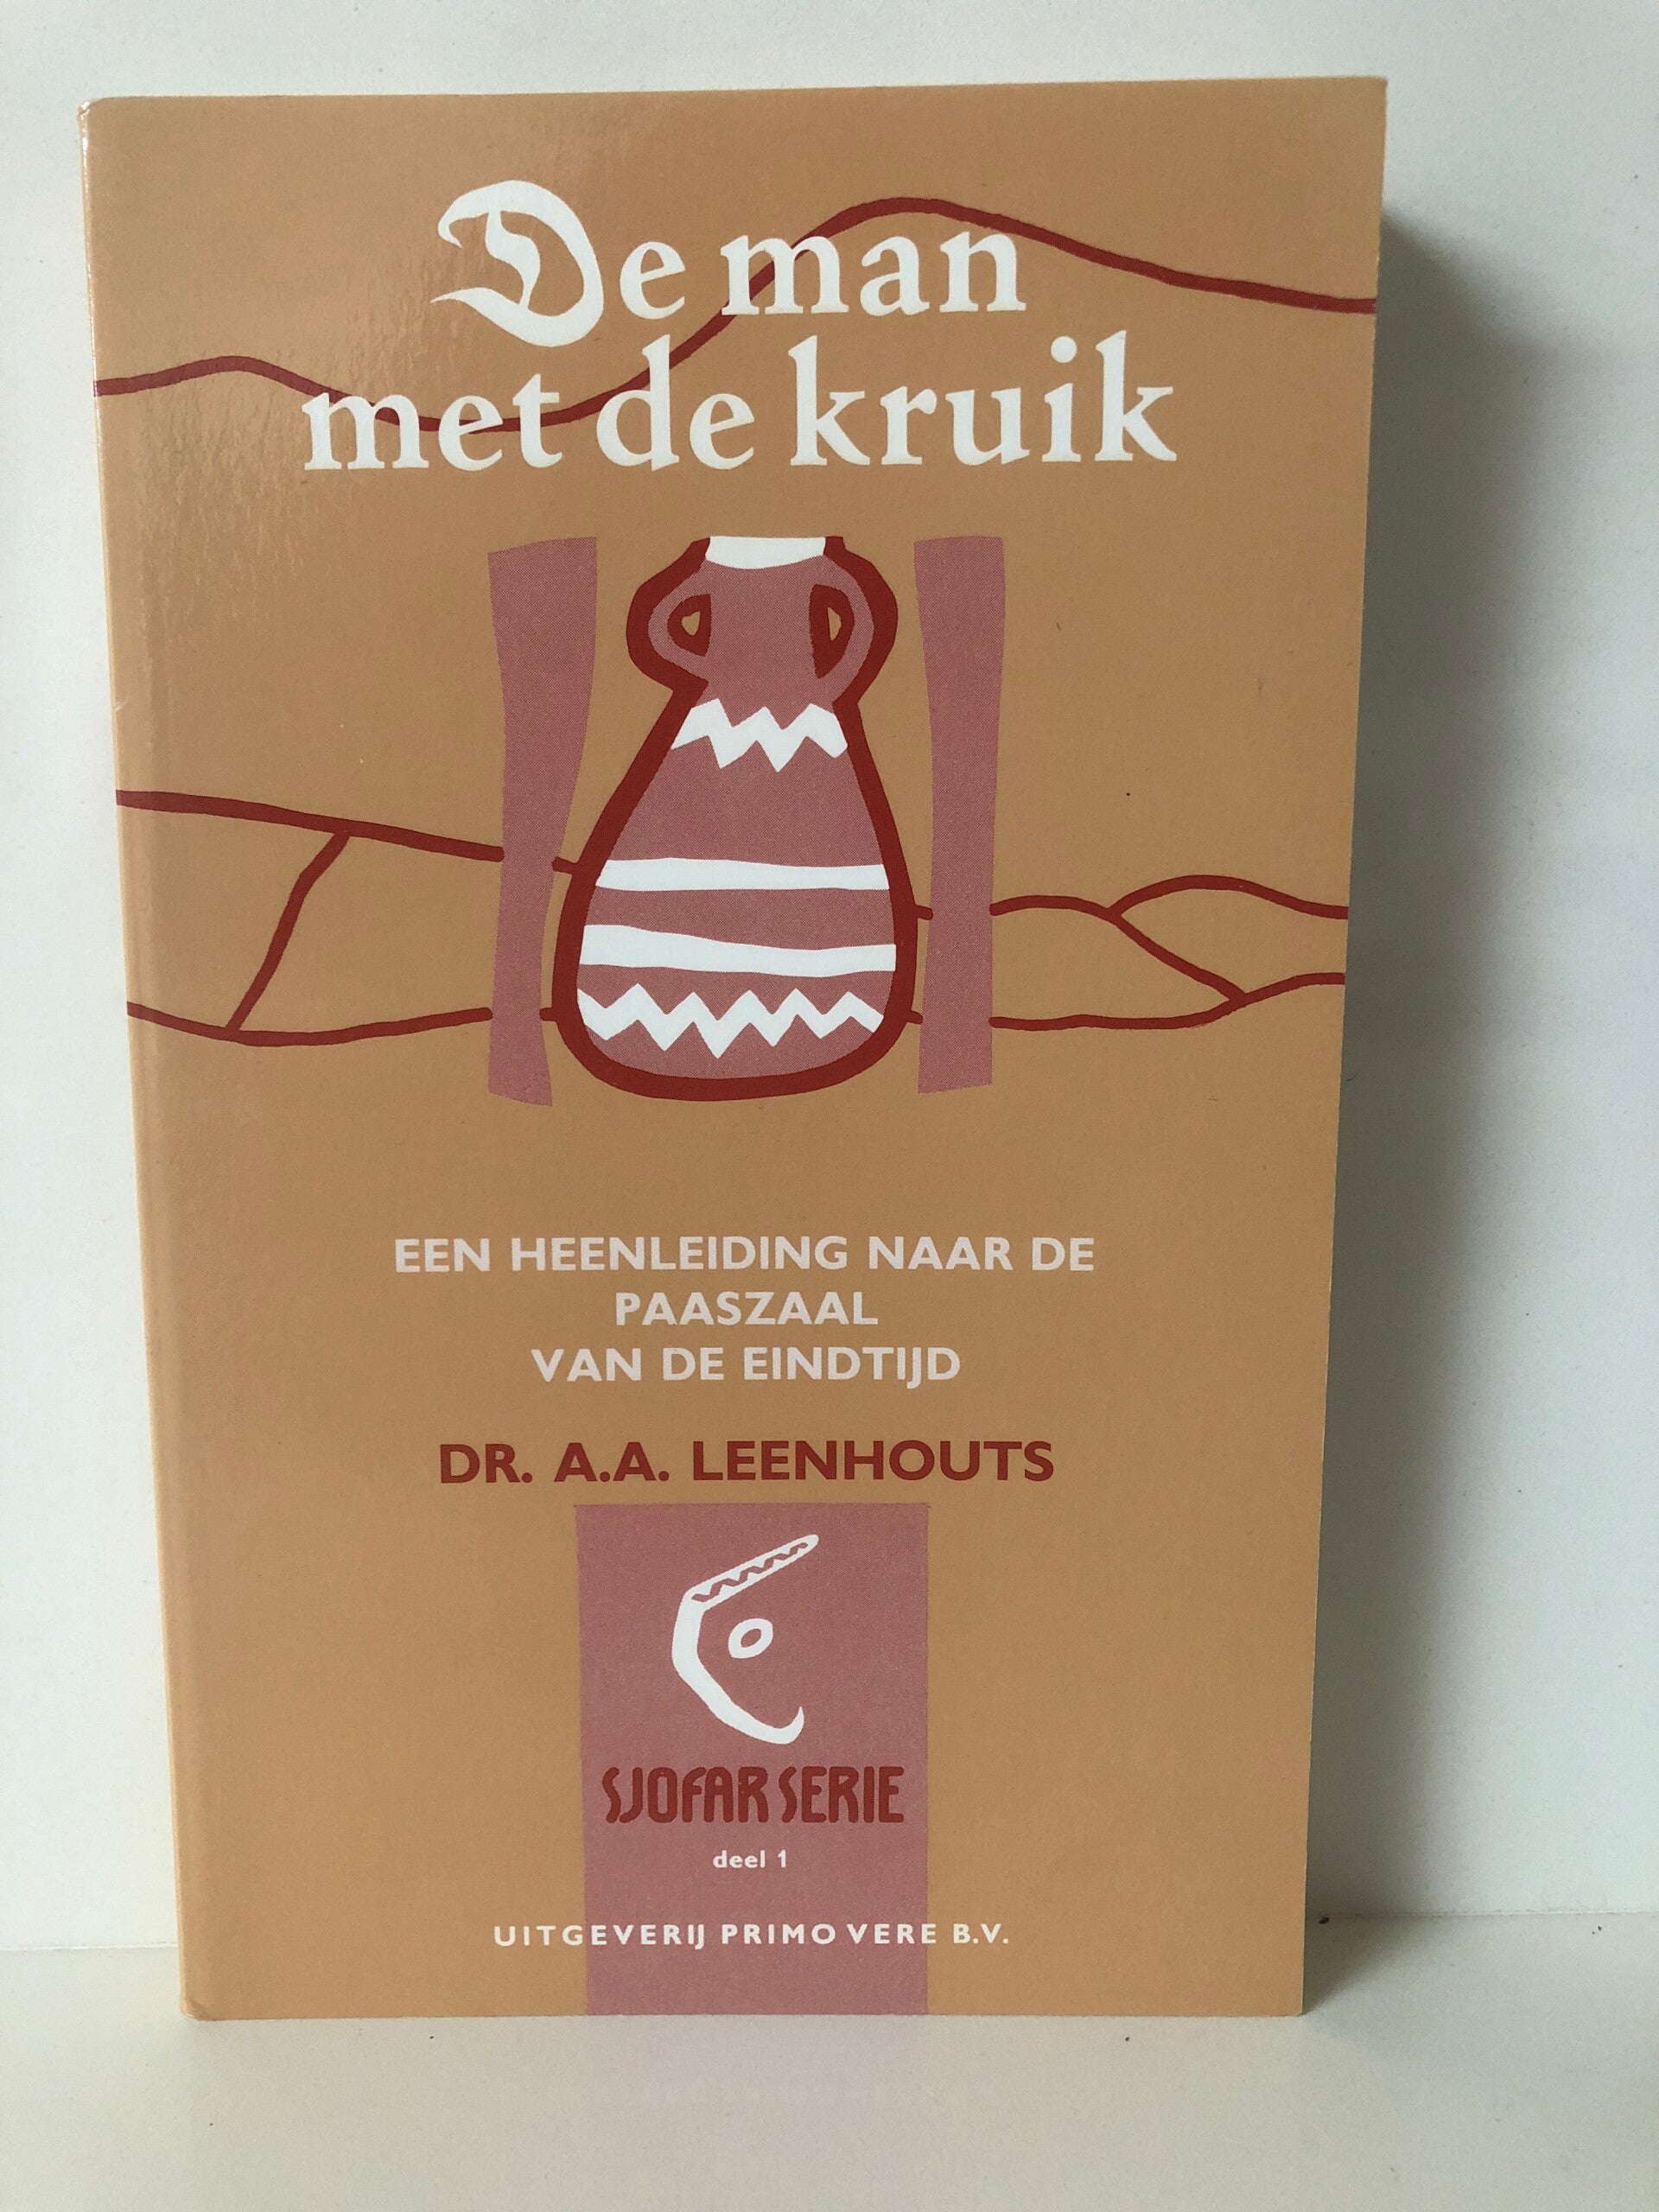 De man
met de kruik
EEN HEENLEIDING NAAR DE
PAASZAAL
VAN DE EINDTIJD
DR. A.A. LEENHOUTS
SJOFAR SERIE
deel 1
UITGEVERIJ PRIMO VERE B.V.